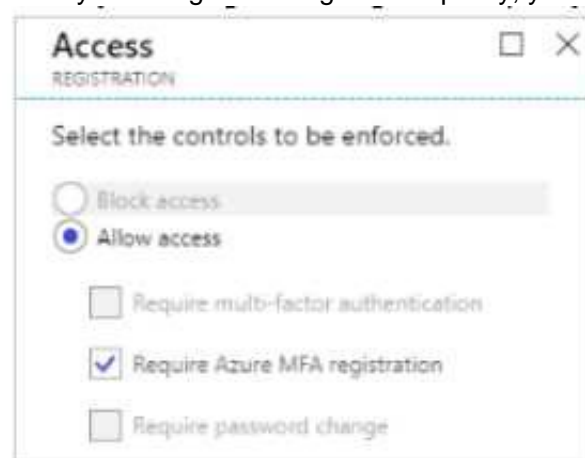 Access
REGISTRATION
Select the controls to be enforced.
Block access
Allow access
Require multi-factor authentication
Require Azure MFA registration
Require password change